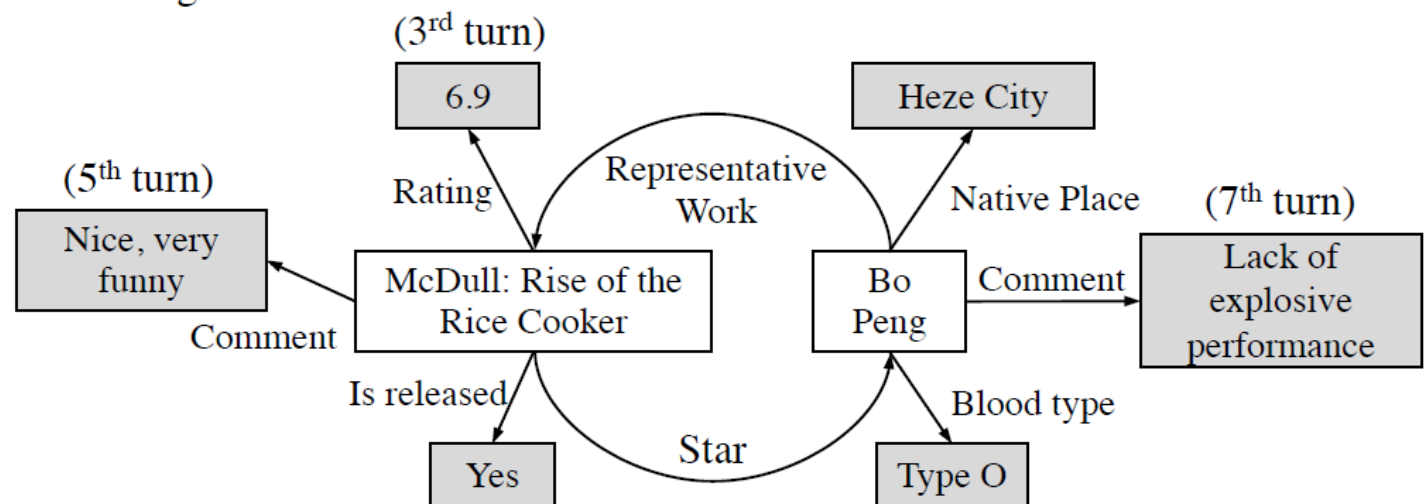 (3rd turn)
6.9
Heze City
(5th turn)
Rating
Representative
Work
Native Place
(7th turn)
Nice, very
funny
McDull: Rise of the
Rice Cooker
Bo
Peng
Comment
Lack of
explosive
performance
Comment
Is released
Star
Blood type
Yes
Type O